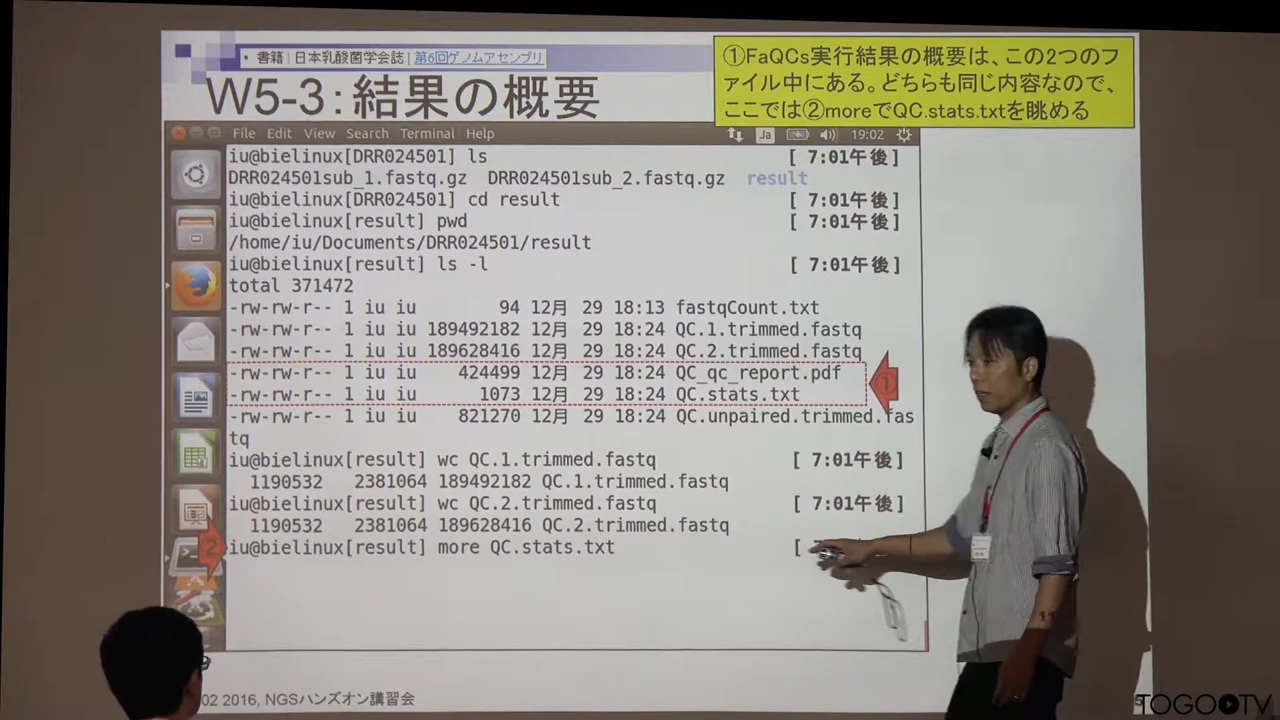 • 書籍 | 日本乳酸菌学会誌 | 第6回ゲノムアセンブリ
W5-3：結果の概要
①FaQCs実行結果の概要は、この2つのフ
ァイル中にある。どちらも同じ内容なので、
ここでは②moreでQC.stats.txtを眺める
File Edit View Search Terminal Help
Ja 19:02
iu@bielinux[DRR024501] ls [ 7:01午後]
DRR024501sub_1.fastq.gz DRR024501sub_2.fastq.gz result
iu@bielinux[DRR024501] cd result [ 7:01午後]
iu@bielinux[result] pwd [ 7:01午後]
/home/iu/Documents/DRR024501/result
iu@bielinux[result] ls -l [ 7:01午後]
total 371472
-rw-rw-r-- 1 iu iu 94 12月 29 18:13 fastqCount.txt
-rw-rw-r-- 1 iu iu 189492182 12月 29 18:24 QC.1.trimmed.fastq
-rw-rw-r-- 1 iu iu 189628416 12月 29 18:24 QC.2.trimmed.fastq
-rw-rw-r-- 1 iu iu 424499 12月 29 18:24 QC_qc_report.pdf
-rw-rw-r-- 1 iu iu 1073 12月 29 18:24 QC.stats.txt
①
-rw-rw-r-- 1 iu iu 821270 12月 29 18:24 QC.unpaired.trimmed.fas
tq
iu@bielinux[result] wc QC.1.trimmed.fastq [ 7:01午後]
1190532 2381064 189492182 QC.1.trimmed.fastq
iu@bielinux[result] wc QC.2.trimmed.fastq [ 7:01午後]
1190532 2381064 189628416 QC.2.trimmed.fastq
②
iu@bielinux[result] more QC.stats.txt [
02 2016, NGSハンズオン講習会
TOGOTV